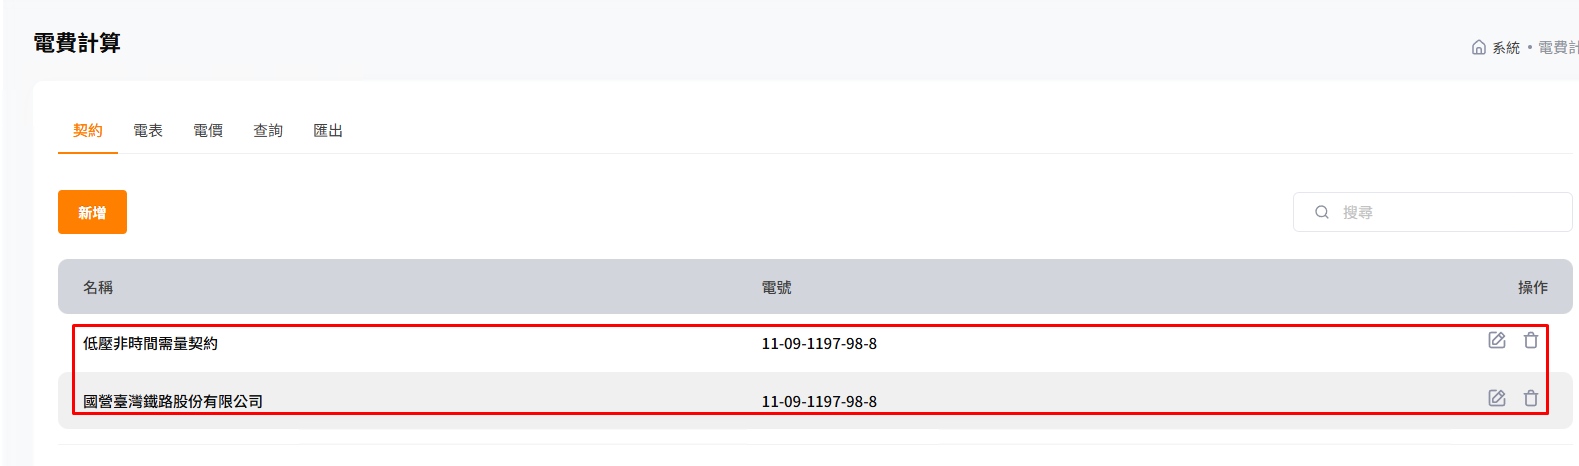 電費計算
系統 • 電費計
契約 電表 電價 查詢 匯出
新增
搜尋
名稱 電號 操作
低壓非時間需量契約 11-09-1197-98-8
國營臺灣鐵路股份有限公司 11-09-1197-98-8